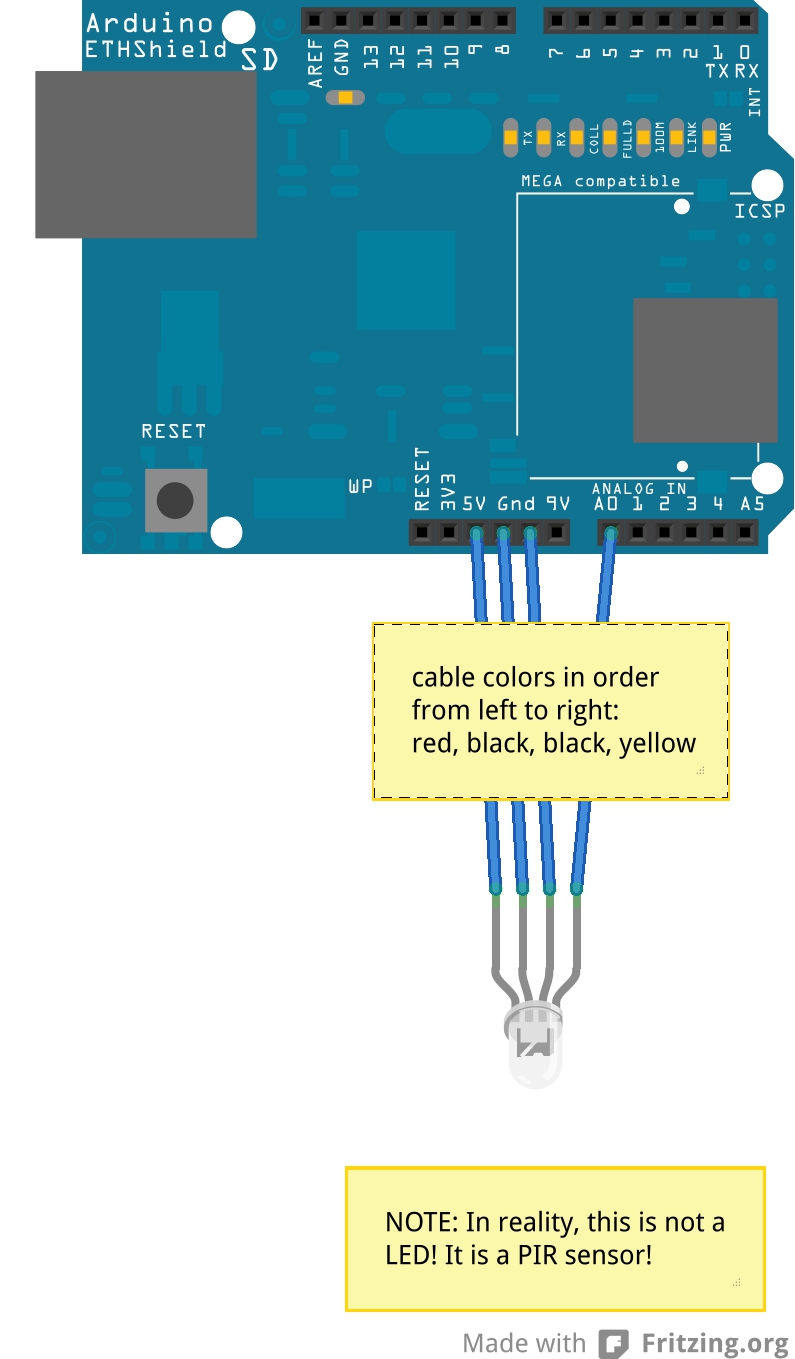 Arduino
ETHShield
SD
AREF
GND
13
12
11
10
9
8
7
6
5
4
3
2
1
0
TX RX
INT
TX
RX
COLL
FULLD
100M
LINK
PWR
MEGA compatible
ICSP
RESET
WP
RESET
3V3
ANALOG IN
5V Gnd 9V A0 1 2 3 4 A5
cable colors in order
from left to right:
red, black, black, yellow
NOTE: In reality, this is not a
LED! It is a PIR sensor!
Made with Fritzing.org